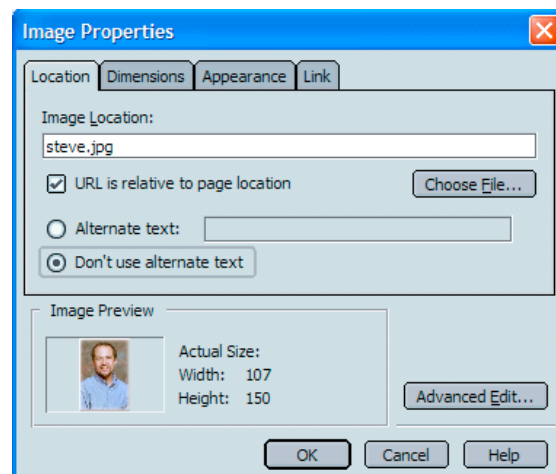 Image Properties
Location Dimensions Appearance Link
Image Location:
steve.jpg
URL is relative to page location Choose File...
Alternate text:
Don't use alternate text
Image Preview
Actual Size:
Width: 107
Height: 150
Advanced Edit...
OK Cancel Help